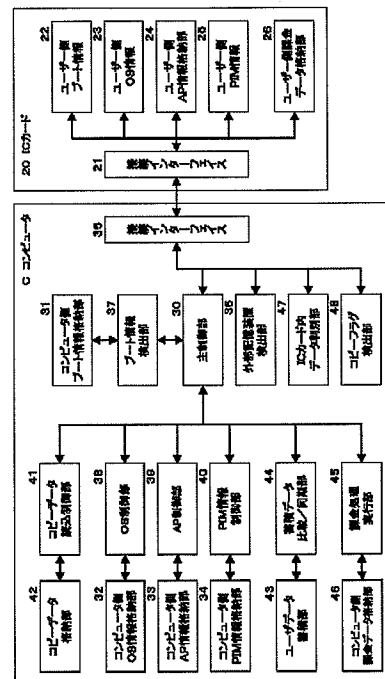 20 ICカード
22
ユーザー側
ブート情報
23
ユーザー側
OS情報
24
ユーザー側
AP情報格納部
25
ユーザー側
PIM情報
26
ユーザー側課金
データ格納部
21
接続
インターフェイス
C コンピュータ
35
接続
インターフェイス
31
コンピュータ側
ブート情報格納部
37
ブート情報
検出部
30
主制御部
36
外部記憶装置
検出部
47
ICカード内
データ制限部
48
コピーフラグ
検出部
41
コピーデータ
読込制御部
42
コピーデータ
格納部
38
OS制御部
32
コンピュータ側
OS情報格納部
39
AP制御部
33
コンピュータ側
AP情報格納部
40
PIM情報
制御部
34
コンピュータ側
PIM情報格納部
44
蓄積データ
比較/同期部
43
ユーザデータ
蓄積部
45
課金処理
実行部
46
コンピュータ側
課金データ格納部